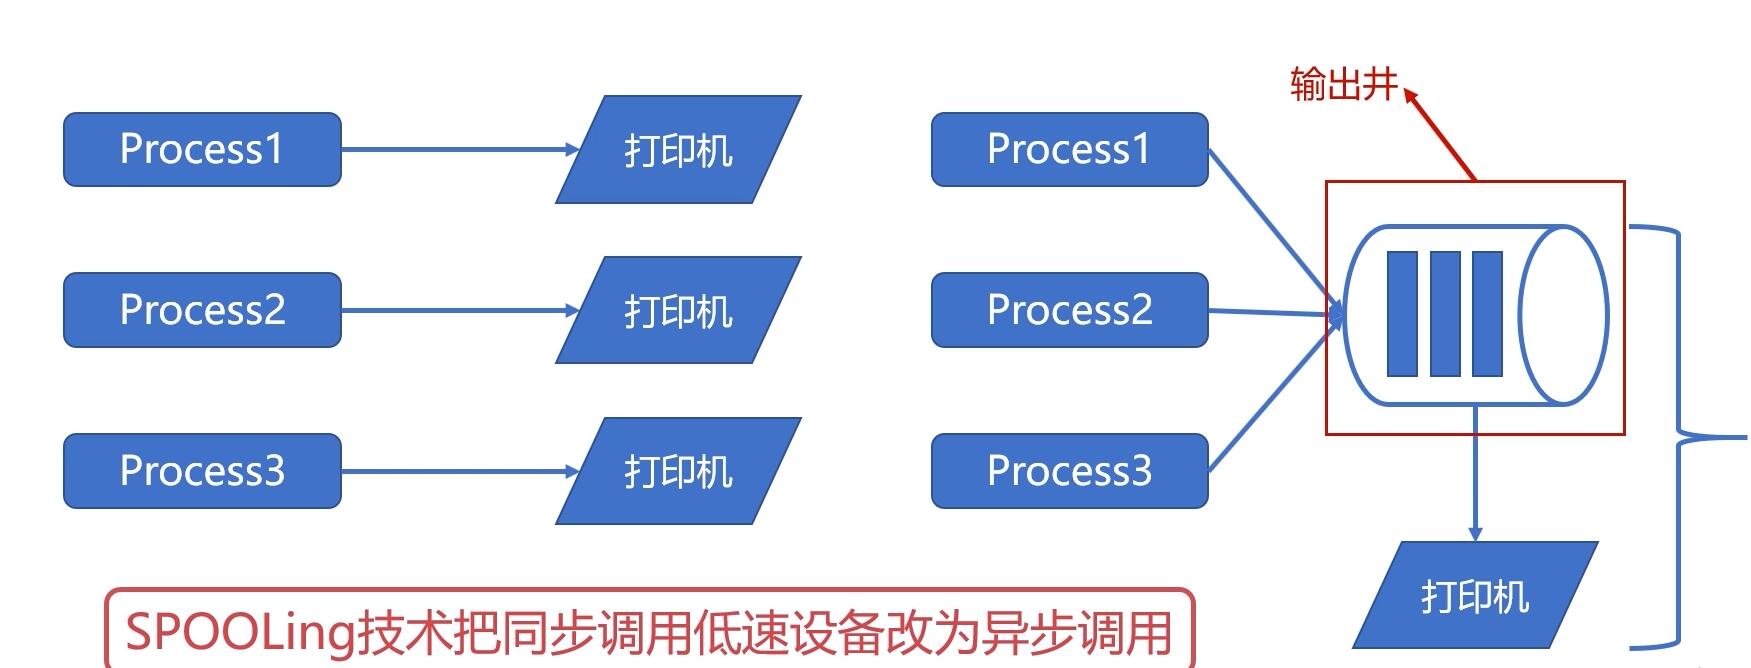 输出井
Process1
打印机
Process1
Process2
打印机
Process2
Process3
打印机
Process3
打印机
SPOOLing技术把同步调用低速设备改为异步调用